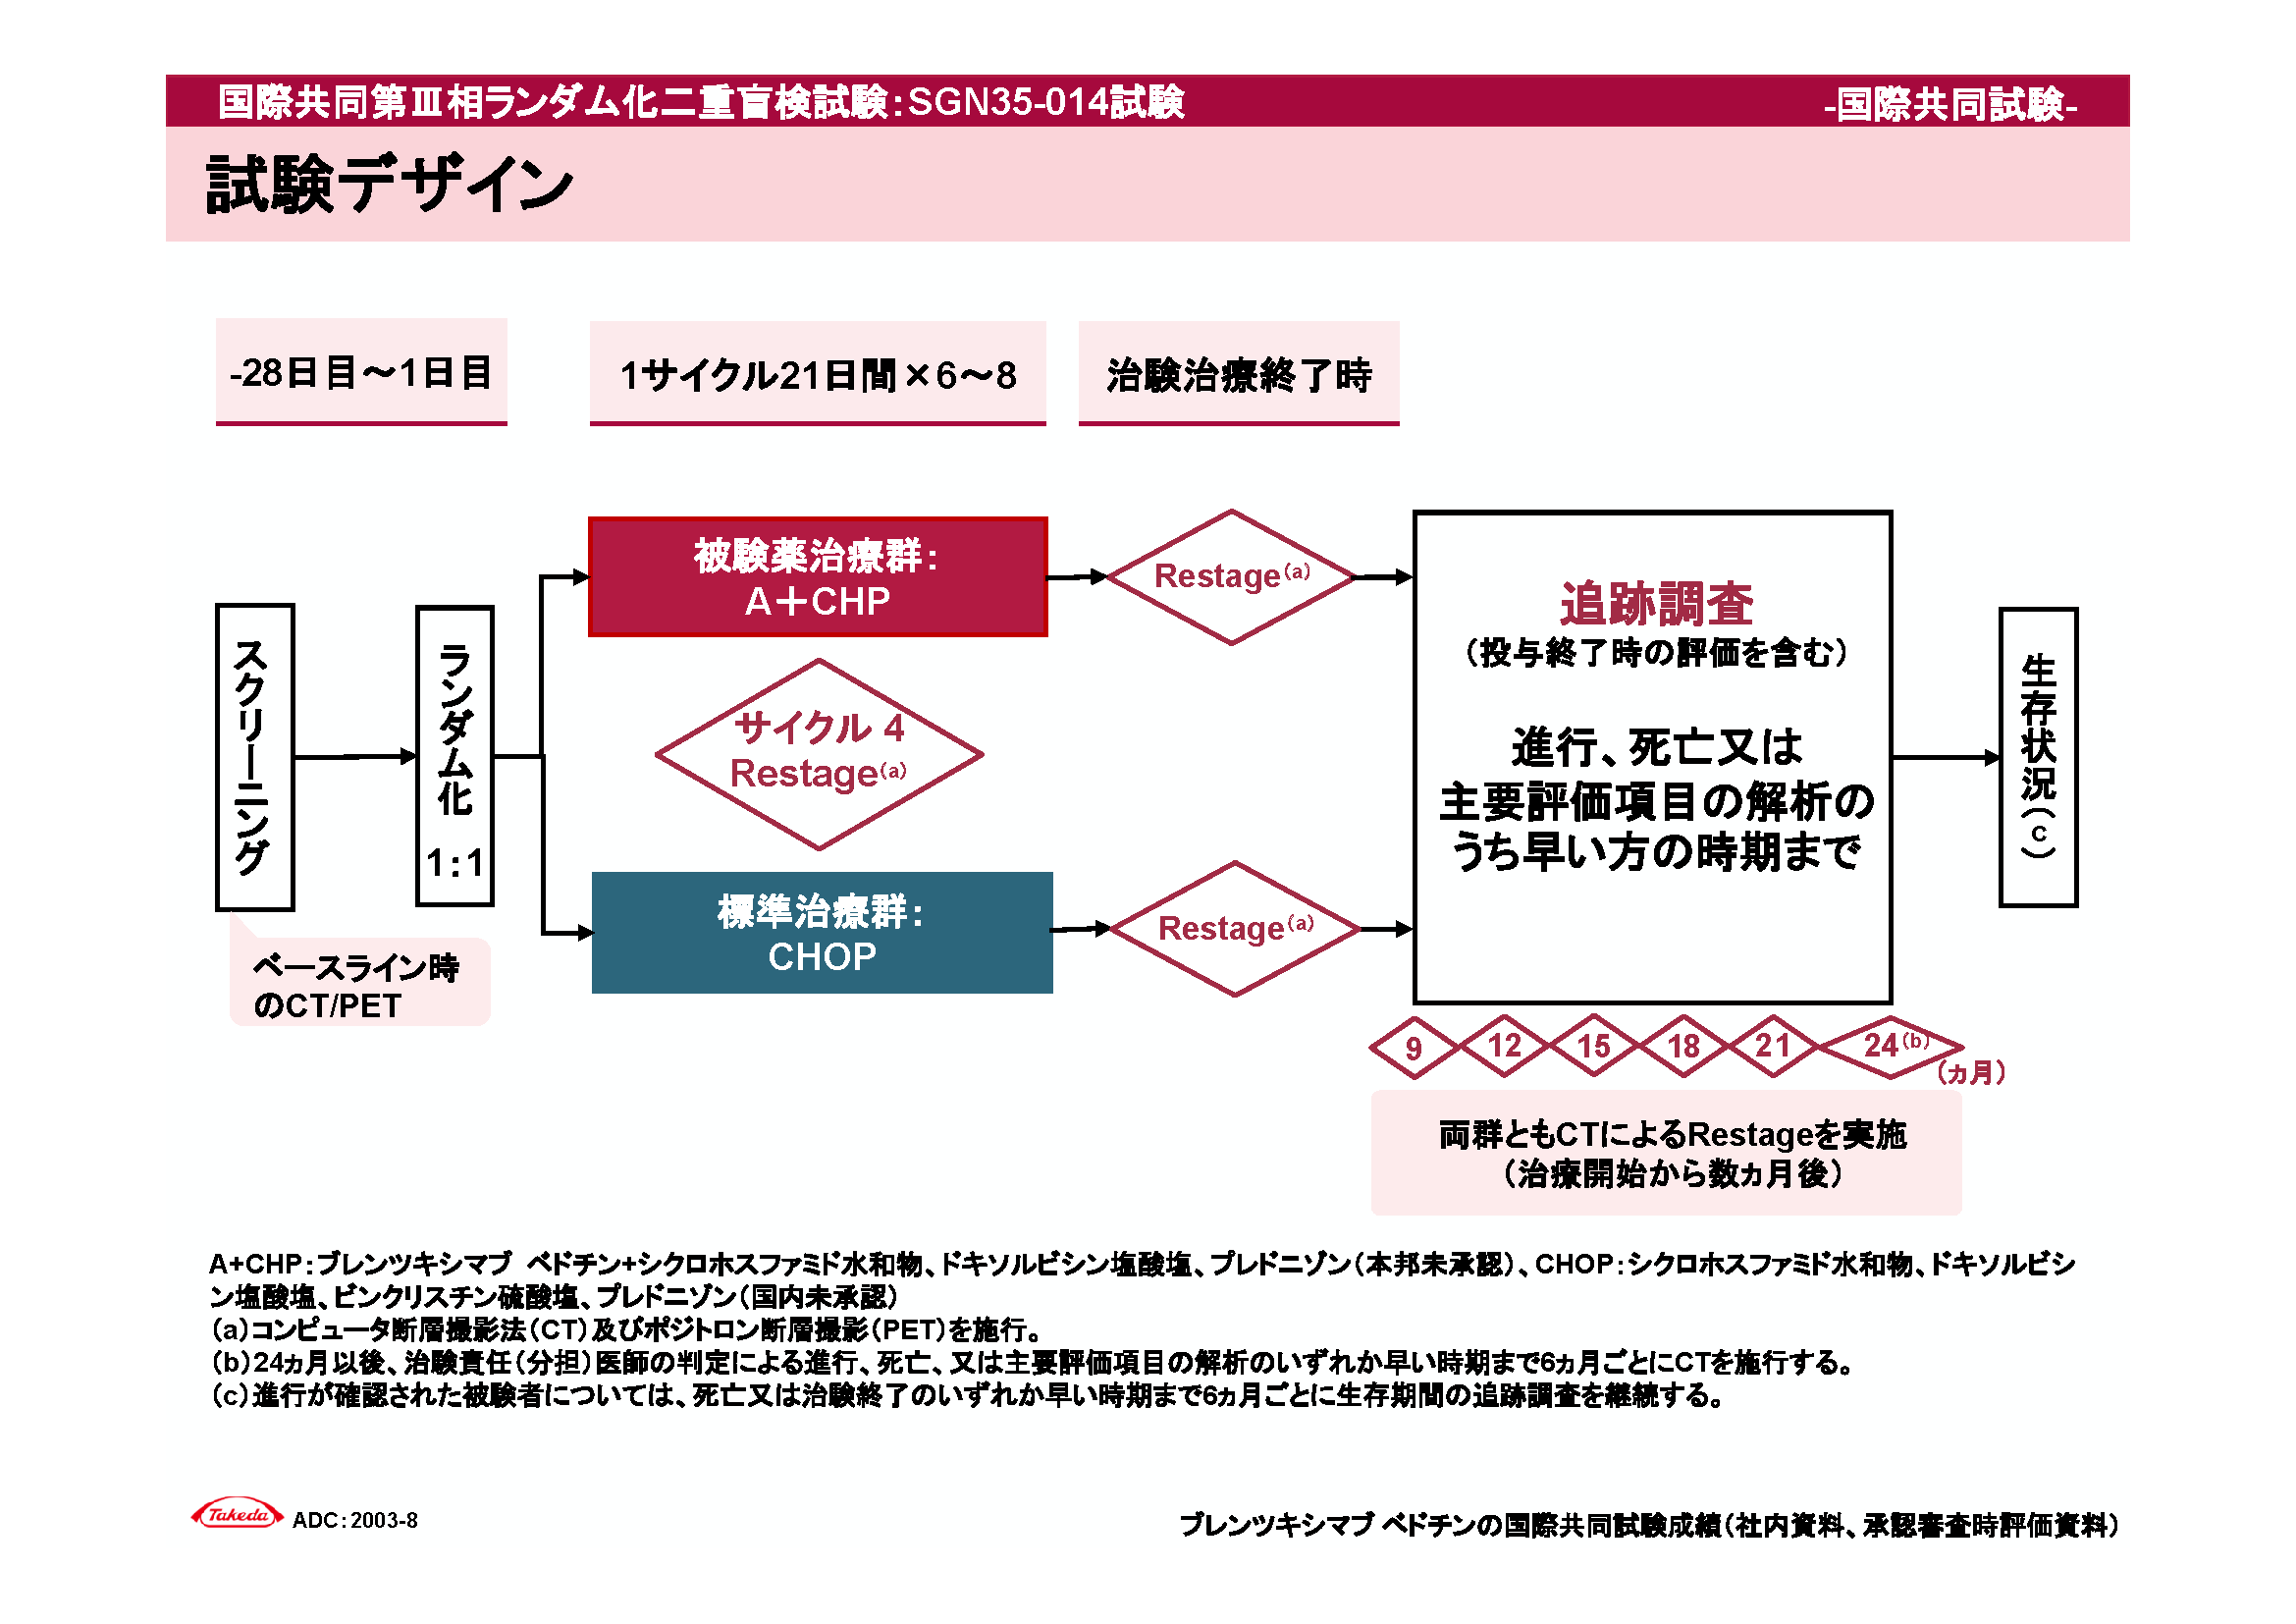 国際共同第Ⅲ相ランダム化二重盲検試験：SGN35-014試験
-国際共同試験-
試験デザイン
-28日目～1日目
1サイクル21日間×6～8
治験治療終了時
スクリーニング
ランダム化
1：1
ベースライン時
のCT/PET
被験薬治療群：
A＋CHP
サイクル 4
Restage（a）
標準治療群：
CHOP
Restage（a）
Restage（a）
追跡調査
（投与終了時の評価を含む）
進行、死亡又は
主要評価項目の解析の
うち早い方の時期まで
生存状況（c）
9
12
15
18
21
24（b）
（ヵ月）
両群ともCTによるRestageを実施
（治療開始から数ヵ月後）
A+CHP：ブレンツキシマブ ベドチン+シクロホスファミド水和物、ドキソルビシン塩酸塩、プレドニゾン（本邦未承認）、CHOP：シクロホスファミド水和物、ドキソルビシ
ン塩酸塩、ビンクリスチン硫酸塩、プレドニゾン（国内未承認）
（a）コンピュータ断層撮影法（CT）及びポジトロン断層撮影（PET）を施行。
（b）24ヵ月以後、治験責任（分担）医師の判定による進行、死亡、又は主要評価項目の解析のいずれか早い時期まで6ヵ月ごとにCTを施行する。
（c）進行が確認された被験者については、死亡又は治験終了のいずれか早い時期まで6ヵ月ごとに生存期間の追跡調査を継続する。
Takeda
ADC：2003-8
ブレンツキシマブ ベドチンの国際共同試験成績（社内資料、承認審査時評価資料）